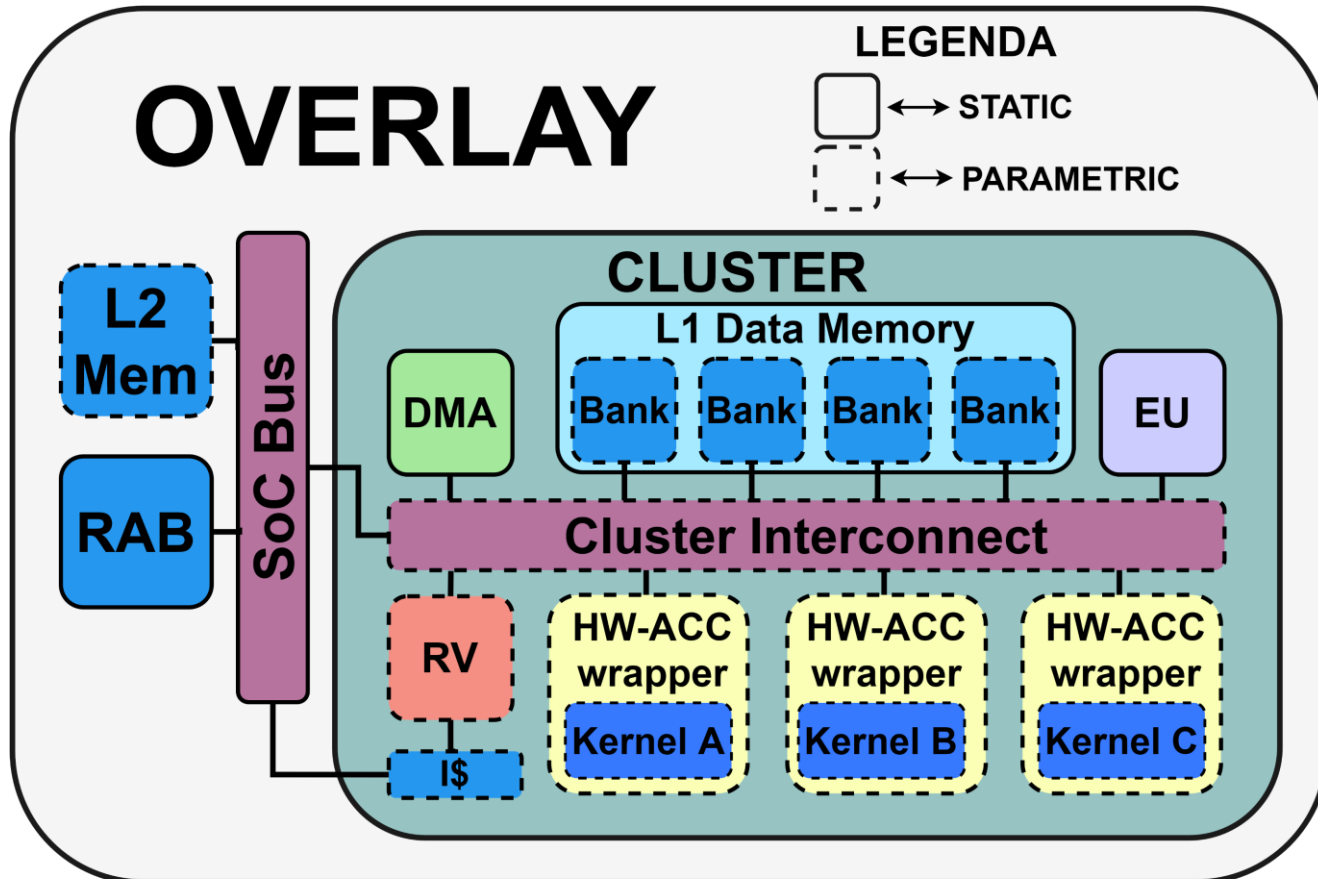 LEGENDA
OVERLAY
STATIC
PARAMETRIC
CLUSTER
L2
Mem
L1 Data Memory
SoC Bus
DMA
Bank
Bank
Bank
Bank
EU
RAB
Cluster Interconnect
RV
HW-ACC
wrapper
Kernel A
HW-ACC
wrapper
Kernel B
HW-ACC
wrapper
Kernel C
I$